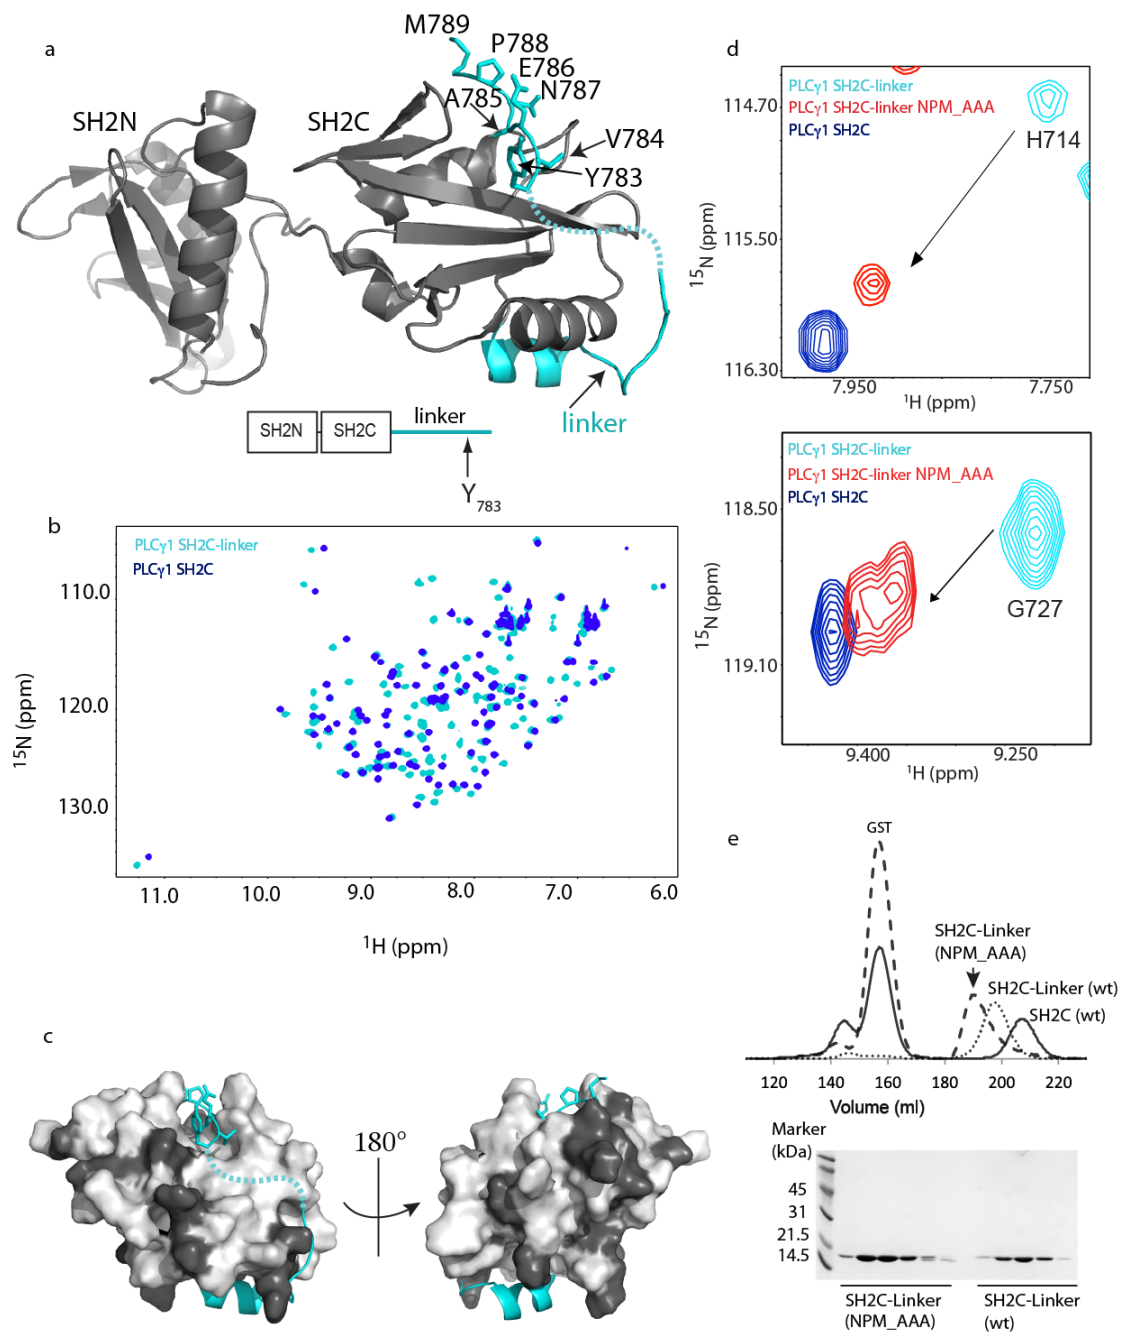 a
M789
P788
E786
N787
A785
V784
Y783
SH2N
SH2C
linker
SH2N
SH2C
linker
Y783
b
PLCγ1 SH2C-linker
PLCγ1 SH2C
110.0
120.0
130.0
15N (ppm)
11.0
10.0
9.0
8.0
7.0
6.0
1H (ppm)
c
180°
d
PLCγ1 SH2C-linker
PLCγ1 SH2C-linker NPM_AAA
PLCγ1 SH2C
H714
114.70
115.50
116.30
15N (ppm)
7.950
7.750
1H (ppm)
PLCγ1 SH2C-linker
PLCγ1 SH2C-linker NPM_AAA
PLCγ1 SH2C
G727
118.50
119.10
15N (ppm)
9.400
9.250
1H (ppm)
e
GST
SH2C-Linker
(NPM_AAA)
SH2C-Linker (wt)
SH2C (wt)
120
140
160
180
200
220
Volume (ml)
Marker
(kDa)
45
31
21.5
14.5
SH2C-Linker
(NPM_AAA)
SH2C-Linker
(wt)